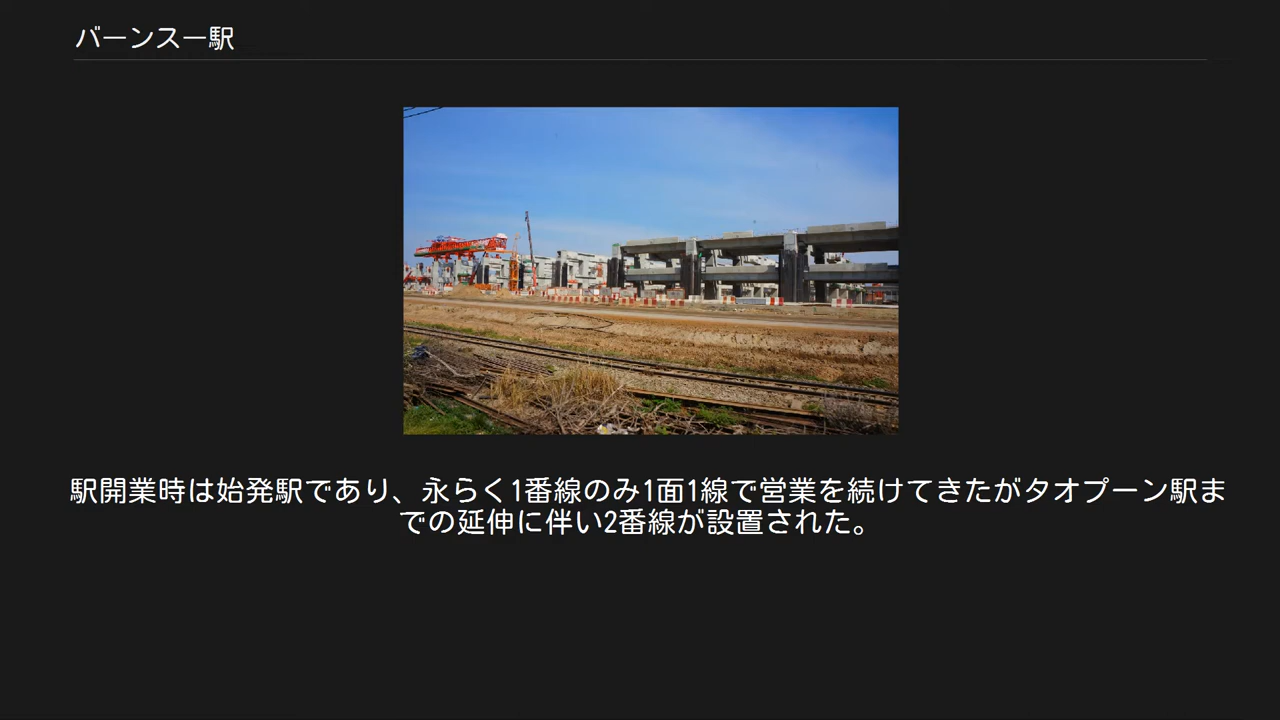 バーンスー駅
駅開業時は始発駅であり、永らく1番線のみ1面1線で営業を続けてきたがタオプーン駅ま
での延伸に伴い2番線が設置された。